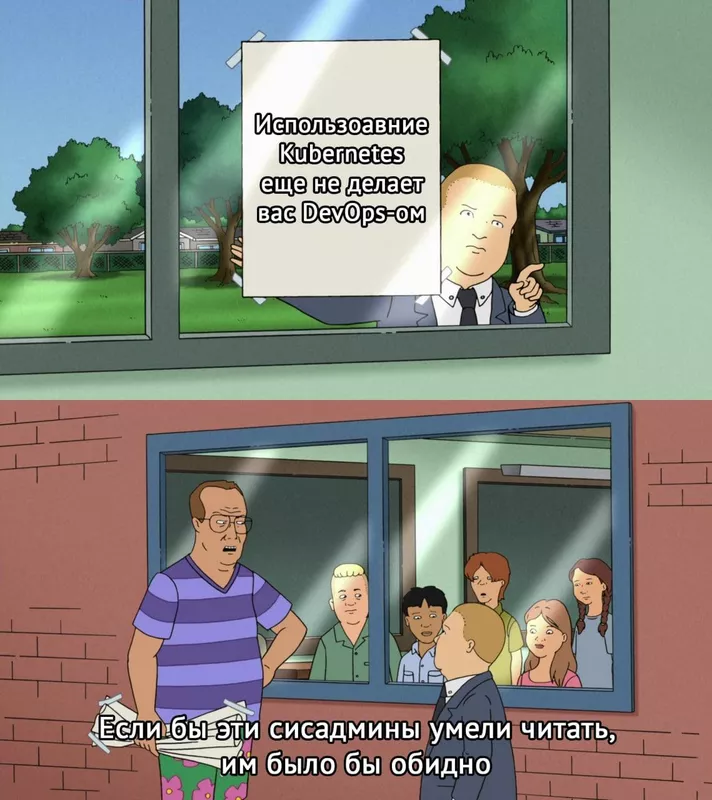 Использоавние
Kubernetes
еще не делает
вас DevOps-ом
Если бы эти сисадмины умели читать,
им было бы обидно